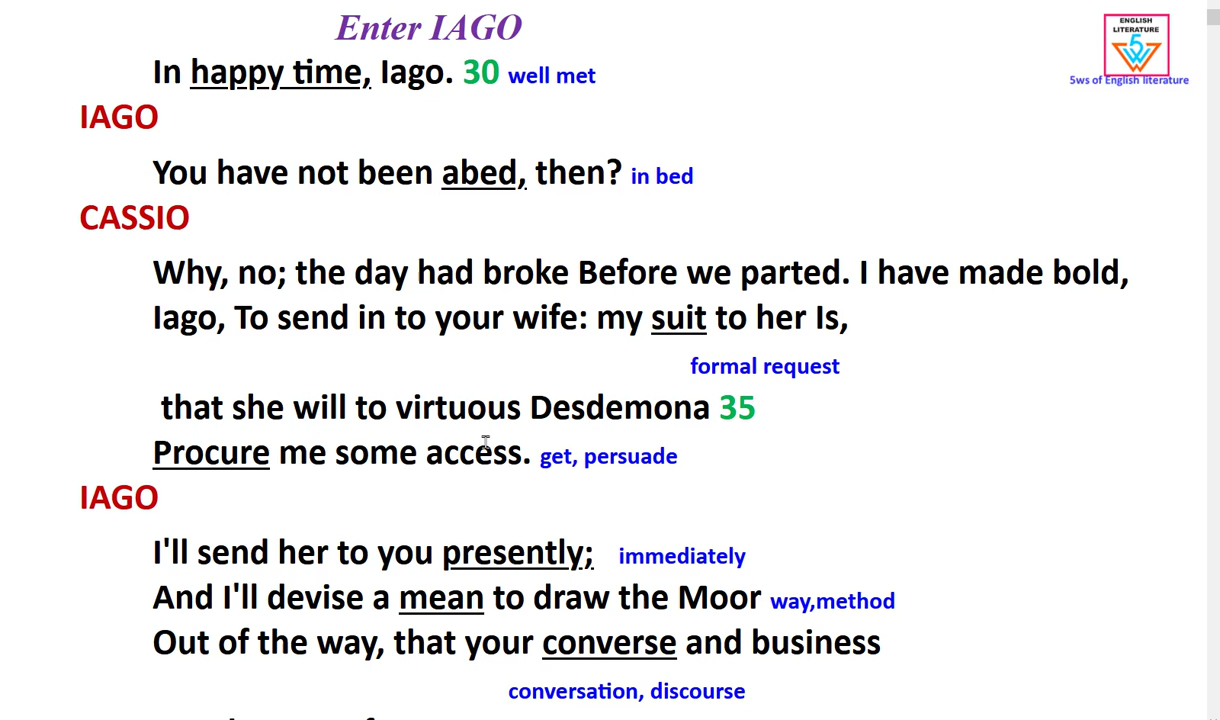 Enter IAGO
ENGLISH
LITERATURE
5
W
5ws of English literature
In happy time, Iago. 30 well met
IAGO
You have not been abed, then? in bed
CASSIO
Why, no; the day had broke Before we parted. I have made bold,
Iago, To send in to your wife: my suit to her Is,
formal request
that she will to virtuous Desdemona 35
Procure me some access. get, persuade
IAGO
I'll send her to you presently; immediately
And I'll devise a mean to draw the Moor way,method
Out of the way, that your converse and business
conversation, discourse